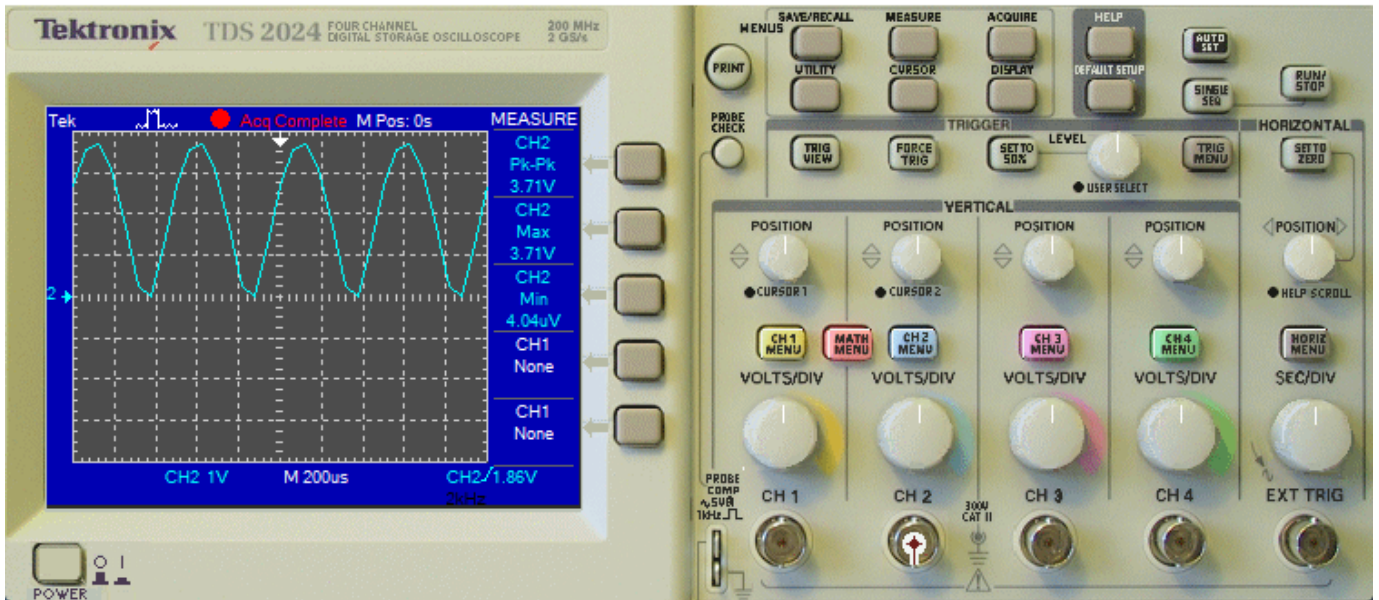 Tektronix TDS 2024 FOUR CHANNEL
DIGITAL STORAGE OSCILLOSCOPE
200 MHz
2 GS/s
Tek
Acq Complete
M Pos: 0s
MEASURE
CH2
Pk-Pk
3.71V
CH2
Max
3.71V
CH2
Min
4.04uV
CH1
None
CH1
None
2
CH2 1V
M 200us
CH2 1.86V
2kHz
POWER
PRINT
PROBE
CHECK
MENUS
SAVE/RECALL
MEASURE
ACQUIRE
UTILITY
CURSOR
DISPLAY
HELP
DEFAULT SETUP
AUTO
SET
SINGLE
SEQ
RUN/
STOP
TRIGGER
TRIG
VIEW
FORCE
TRIG
SET TO
50%
LEVEL
USER SELECT
TRIG
MENU
HORIZONTAL
SET TO
ZERO
VERTICAL
POSITION
POSITION
POSITION
POSITION
POSITION
CURSOR 1
CURSOR 2
HELP SCROLL
CH 1
MENU
MATH
MENU
CH 2
MENU
CH 3
MENU
CH 4
MENU
HORIZ
MENU
VOLTS/DIV
VOLTS/DIV
VOLTS/DIV
VOLTS/DIV
SEC/DIV
PROBE
COMP
~5V@
1kHz
CH 1
CH 2
300V
CAT II
CH 3
CH 4
EXT TRIG